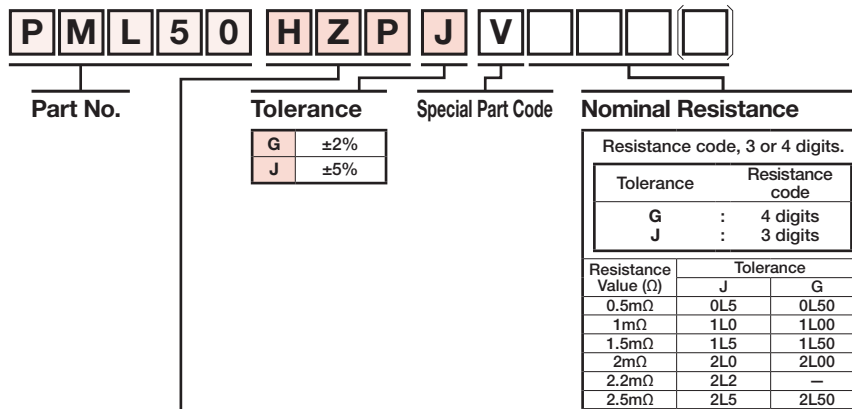 PML50 HZP J V
Part No.
Tolerance
Special Part Code
Nominal Resistance
G ±2%
J ±5%
Resistance code, 3 or 4 digits.
Tolerance Resistance code
G : 4 digits
J : 3 digits
Resistance Value (Ω) Tolerance
J G
0.5mΩ 0L5 0L50
1mΩ 1L0 1L00
1.5mΩ 1L5 1L50
2mΩ 2L0 2L00
2.2mΩ 2L2 —
2.5mΩ 2L5 2L50